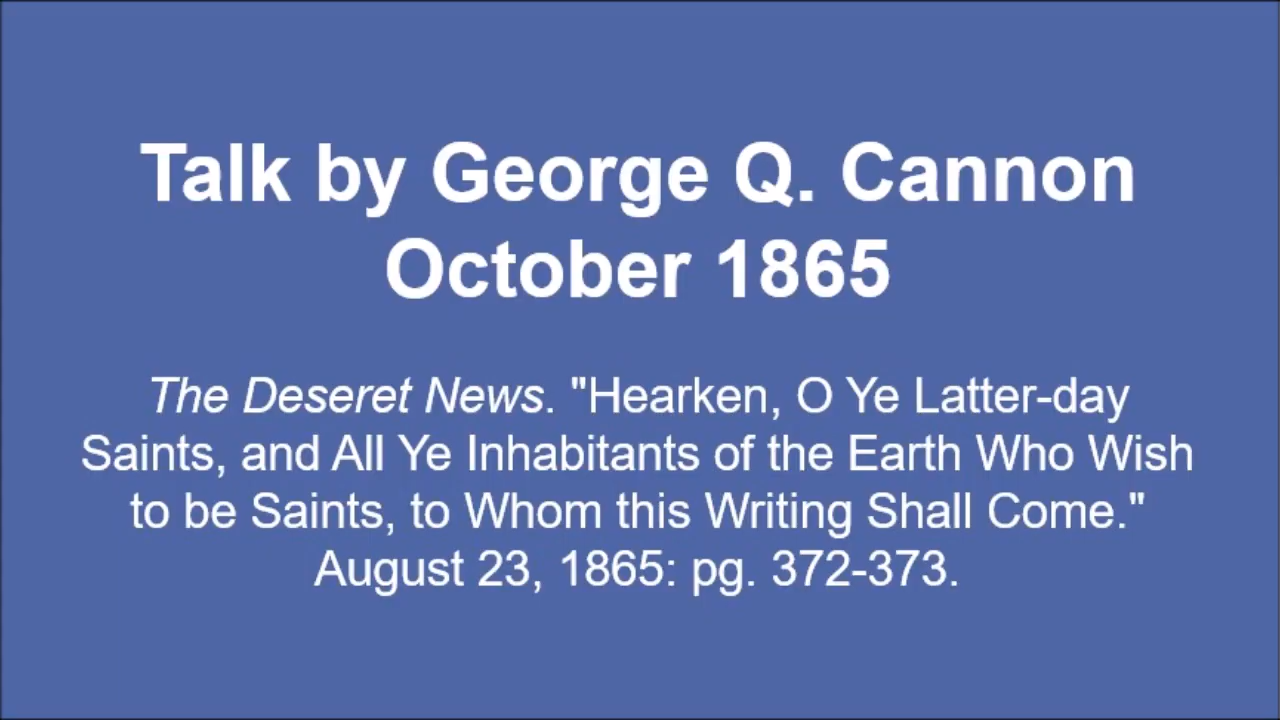 Talk by George Q. Cannon
October 1865
The Deseret News. "Hearken, O Ye Latter-day
Saints, and All Ye Inhabitants of the Earth Who Wish
to be Saints, to Whom this Writing Shall Come."
August 23, 1865: pg. 372-373.